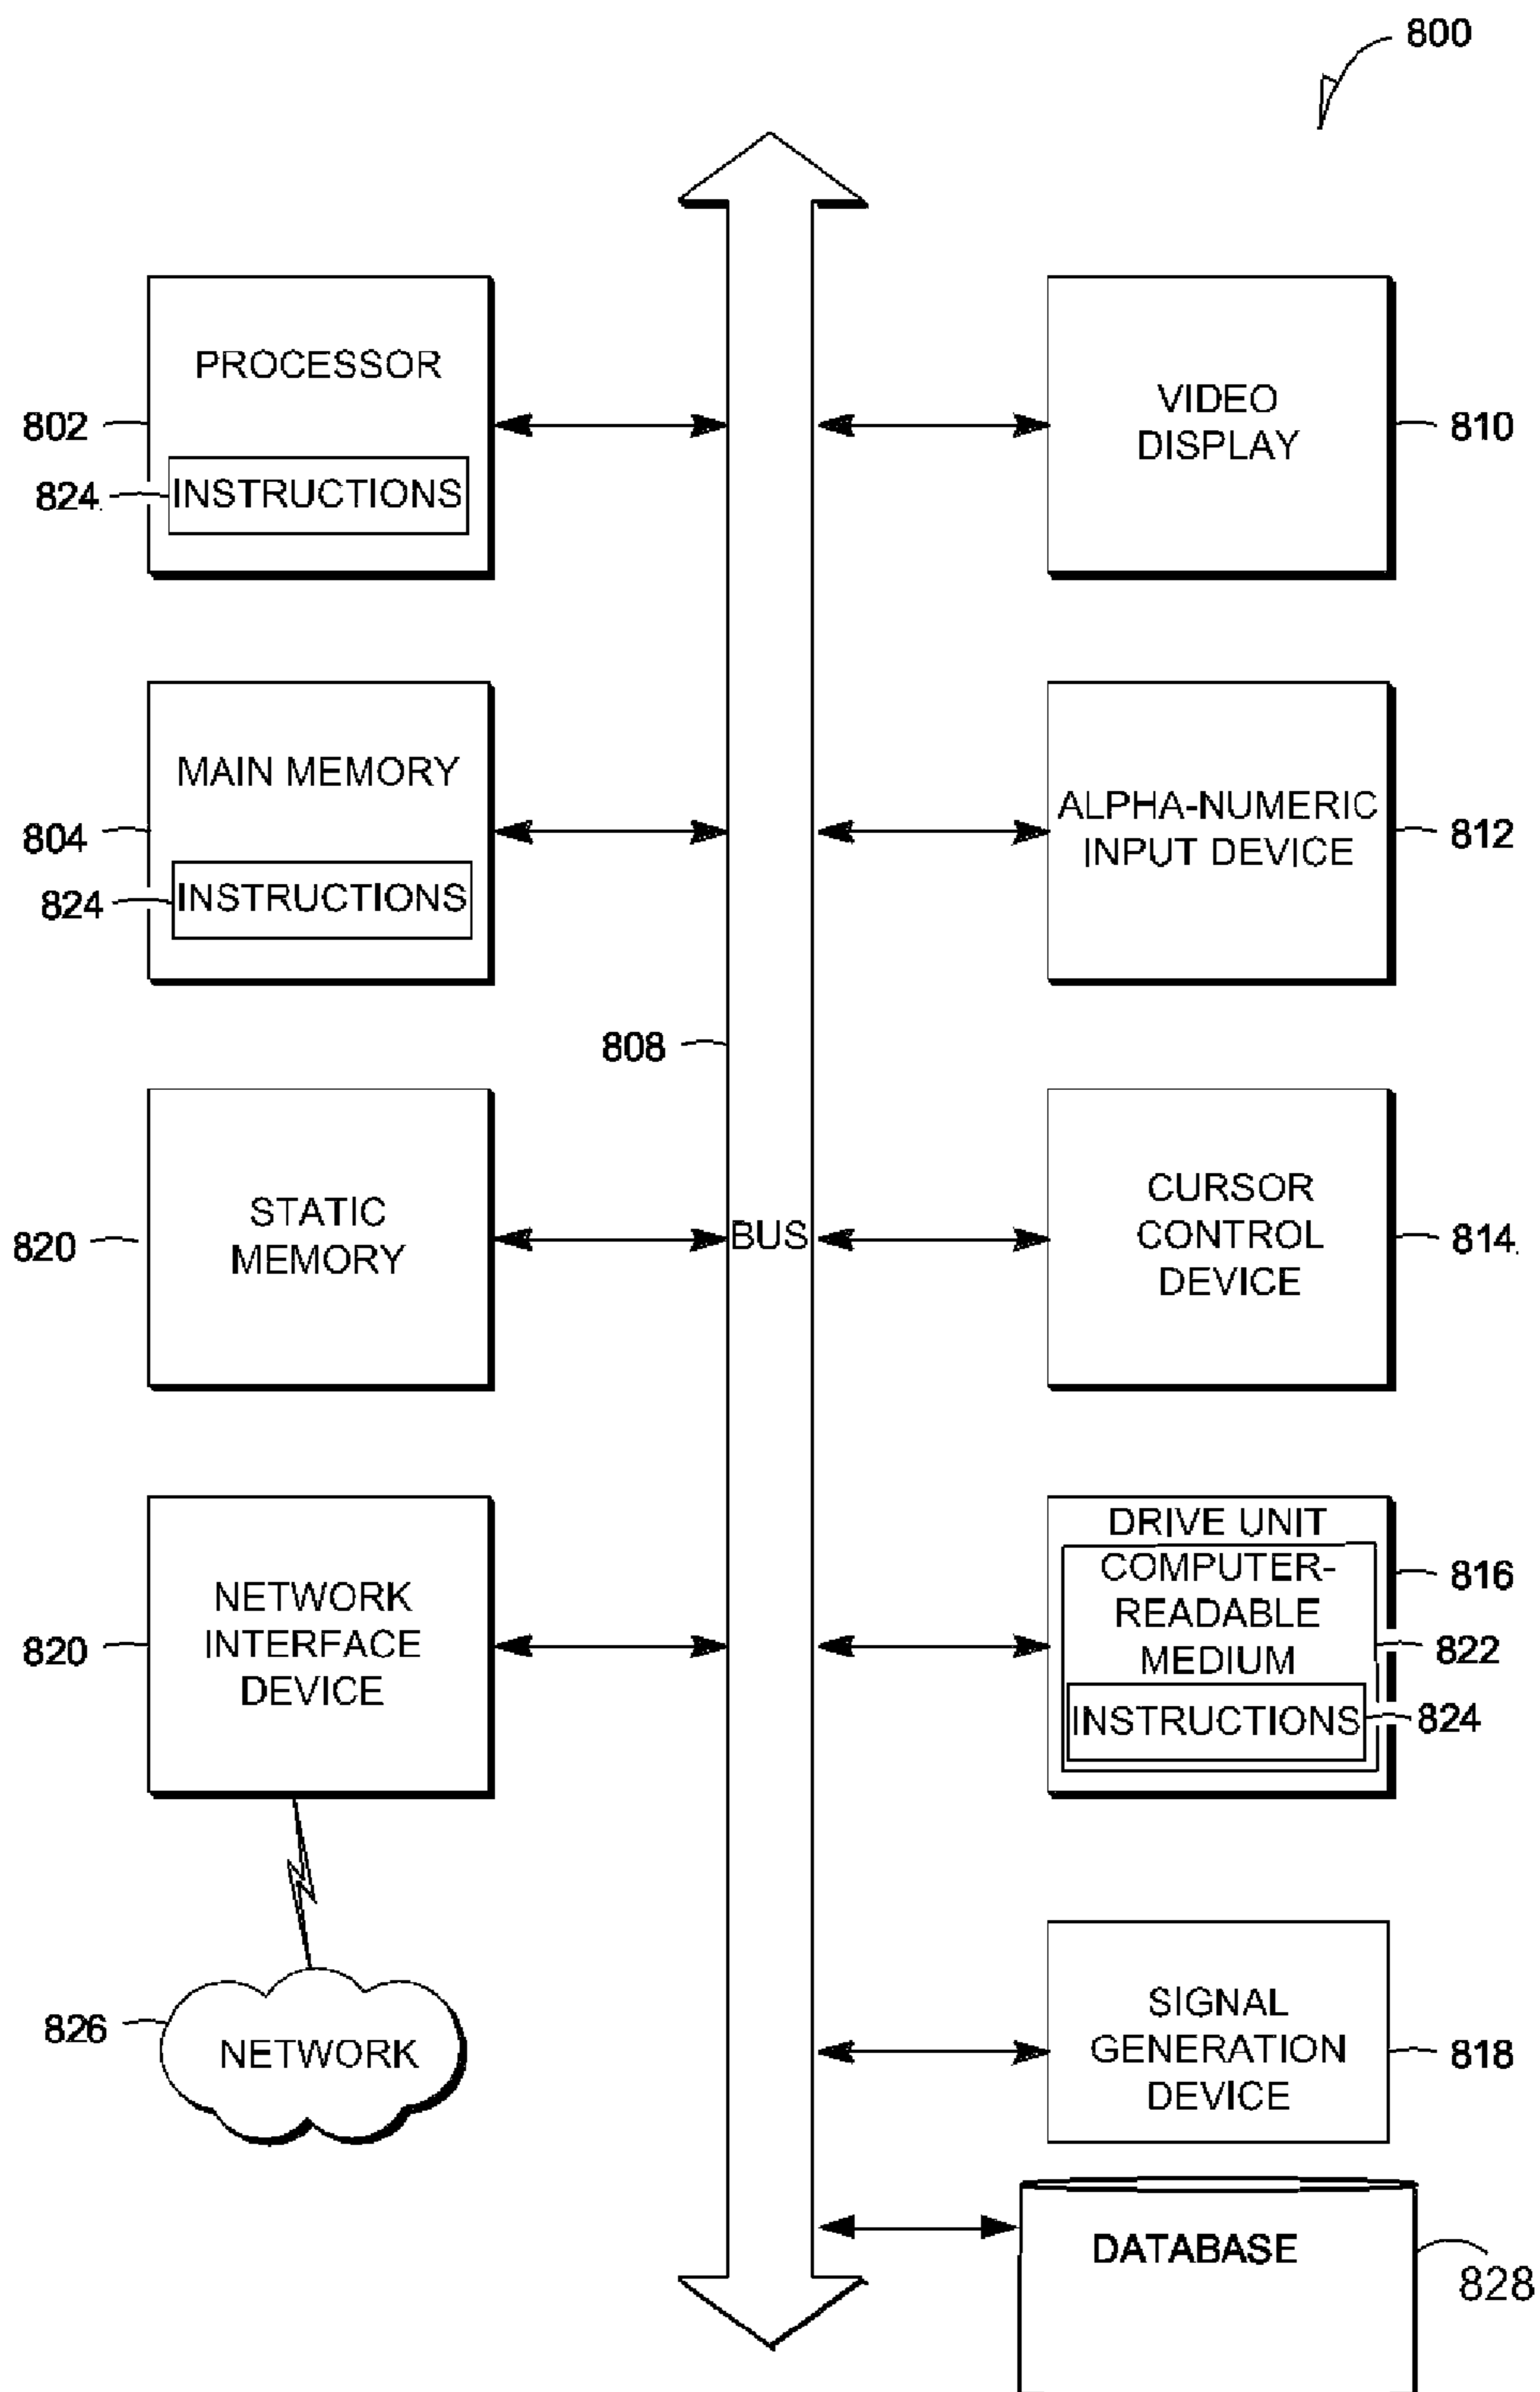 800
PROCESSOR
802
824
INSTRUCTIONS
VIDEO
DISPLAY
810
MAIN MEMORY
804
824
INSTRUCTIONS
ALPHA-NUMERIC
INPUT DEVICE
812
808
STATIC
MEMORY
820
BUS
CURSOR
CONTROL
DEVICE
814
NETWORK
INTERFACE
DEVICE
820
DRIVE UNIT
COMPUTER-
READABLE
MEDIUM
INSTRUCTIONS
816
822
824
826
NETWORK
SIGNAL
GENERATION
DEVICE
818
DATABASE
828